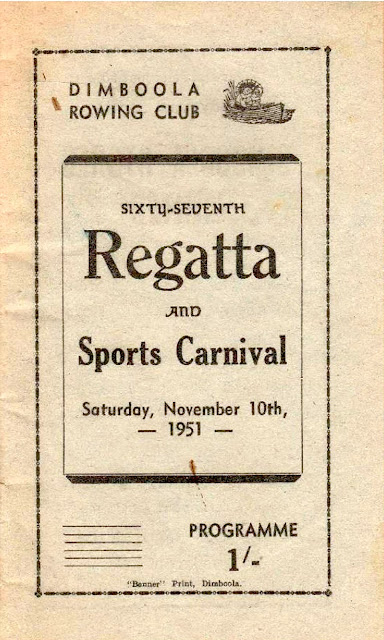 DIMBOOLA
ROWING CLUB
SIXTY-SEVENTH
Regatta
AND
Sports Carnival
Saturday, November 10th,
— 1951 —
PROGRAMME
1/-
"Banner" Print, Dimboola.